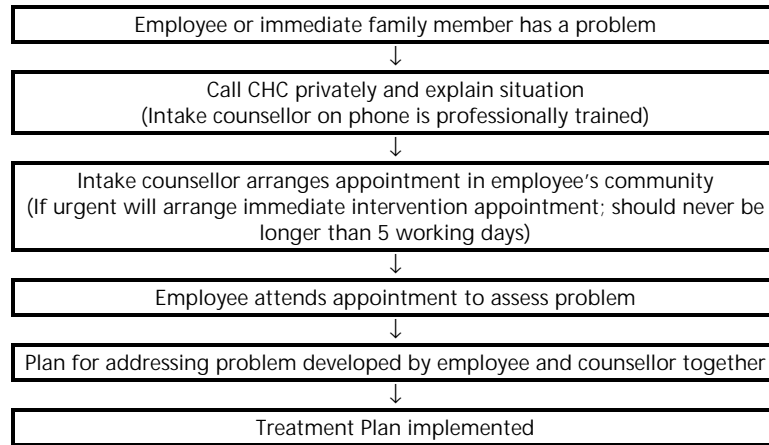 Employee or immediate family member has a problem
↓
Call CHC privately and explain situation
(Intake counsellor on phone is professionally trained)
↓
Intake counsellor arranges appointment in employee's community
(If urgent will arrange immediate intervention appointment; should never be
longer than 5 working days)
↓
Employee attends appointment to assess problem
↓
Plan for addressing problem developed by employee and counsellor together
↓
Treatment Plan implemented